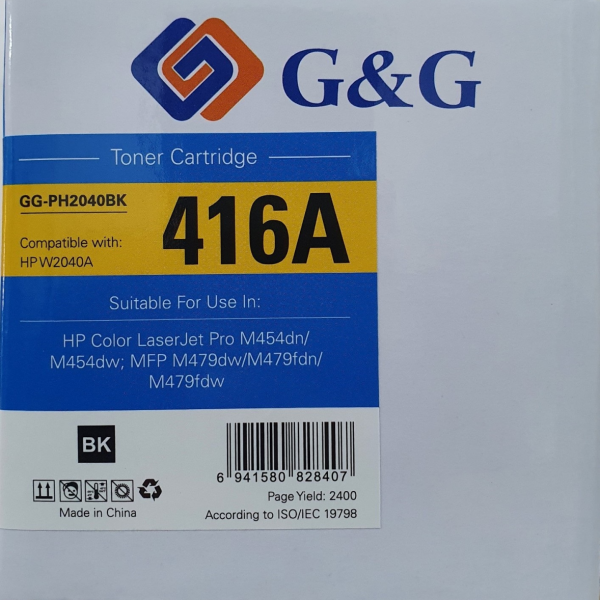 G&G
Toner Cartridge
GG-PH2040BK
416A
Compatible with:
HP W2040A
Suitable For Use In:
HP Color LaserJet Pro M454dn/
M454dw; MFP M479dw/M479fdn/
M479fdw
BK
6 941580 828407
Page Yield: 2400
Made in China
According to ISO/IEC 19798